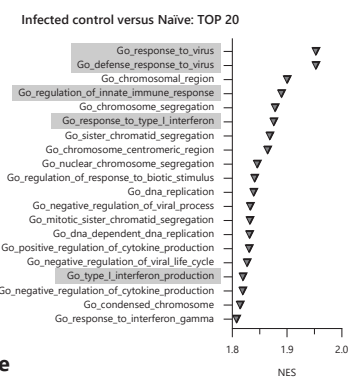 Infected control versus Naïve: TOP 20
Go_response_to_virus
Go_defense_response_to_virus
Go_chromosomal_region
Go_regulation_of_innate_immune_response
Go_chromosome_segregation
Go_response_to_type_I_interferon
Go_sister_chromatid_segregation
Go_chromosome_centromeric_region
Go_nuclear_chromosome_segregation
Go_regulation_of_response_to_biotic_stimulus
Go_dna_replication
Go_negative_regulation_of_viral_process
Go_mitotic_sister_chromatid_segregation
Go_dna_dependent_dna_replication
Go_positive_regulation_of_cytokine_production
Go_negative_regulation_of_viral_life_cycle
Go_type_I_interferon_production
Go_negative_regulation_of_cytokine_production
Go_condensed_chromosome
Go_response_to_interferon_gamma
1.8 1.9 2.0
NES
e